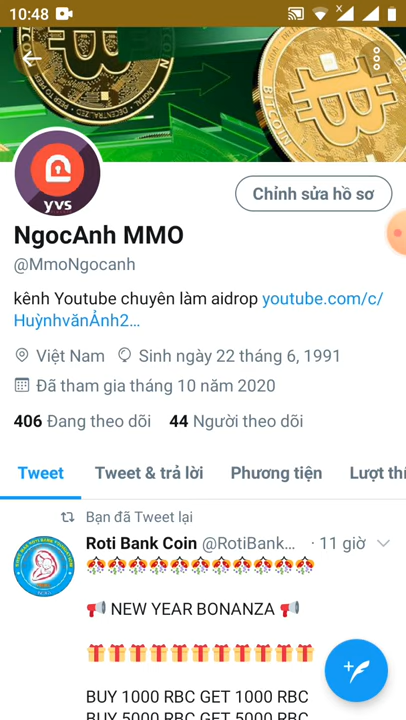 10:48
yvs
Chỉnh sửa hồ sơ
NgocAnh MMO
@MmoNgocanh
kênh Youtube chuyên làm aidrop youtube.com/c/
HuỳnhvănẢnh2…
Việt Nam Sinh ngày 22 tháng 6, 1991
Đã tham gia tháng 10 năm 2020
406 Đang theo dõi 44 Người theo dõi
Tweet Tweet & trả lời Phương tiện Lượt thí
Bạn đã Tweet lại
Roti Bank Coin @RotiBank… · 11 giờ
📢 NEW YEAR BONANZA 📢
🎁🎁🎁🎁🎁🎁🎁🎁🎁🎁
BUY 1000 RBC GET 1000 RBC
BUY 5000 RBC GET 5000 RBC